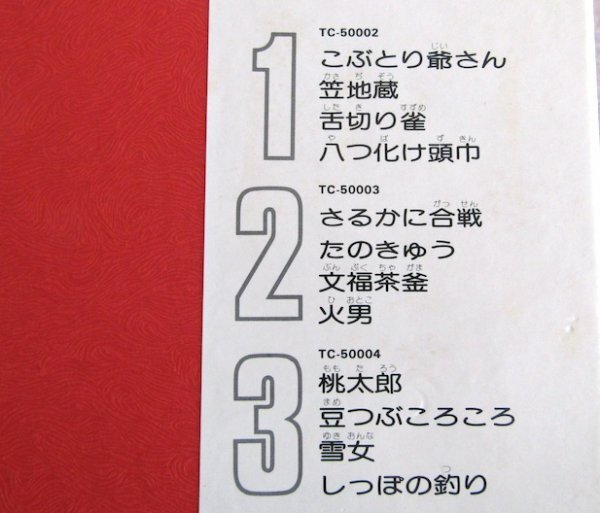 1
TC-50002
こぶとり爺さん
笠地蔵
舌切り雀
八つ化け頭巾
2
TC-50003
さるかに合戦
たのきゅう
文福茶釜
火男
3
TC-50004
桃太郎
豆つぶころころ
雪女
しっぽの釣り